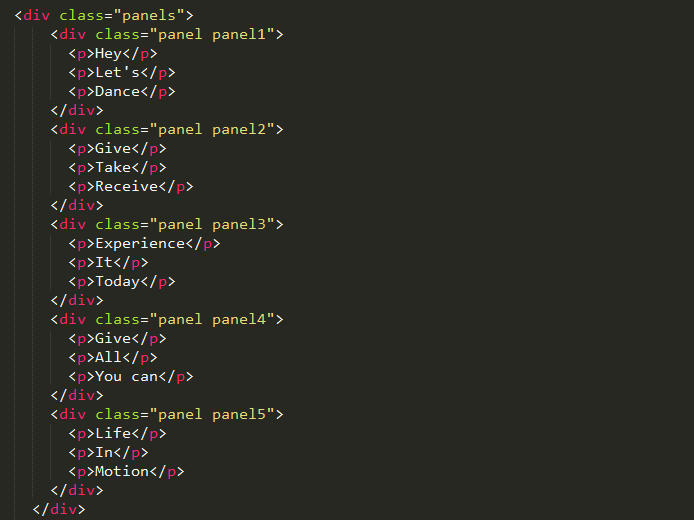 <div class="panels">
<div class="panel panel1">
<p>Hey</p>
<p>Let's</p>
<p>Dance</p>
</div>
<div class="panel panel2">
<p>Give</p>
<p>Take</p>
<p>Receive</p>
</div>
<div class="panel panel3">
<p>Experience</p>
<p>It</p>
<p>Today</p>
</div>
<div class="panel panel4">
<p>Give</p>
<p>All</p>
<p>You can</p>
</div>
<div class="panel panel5">
<p>Life</p>
<p>In</p>
<p>Motion</p>
</div>
</div>